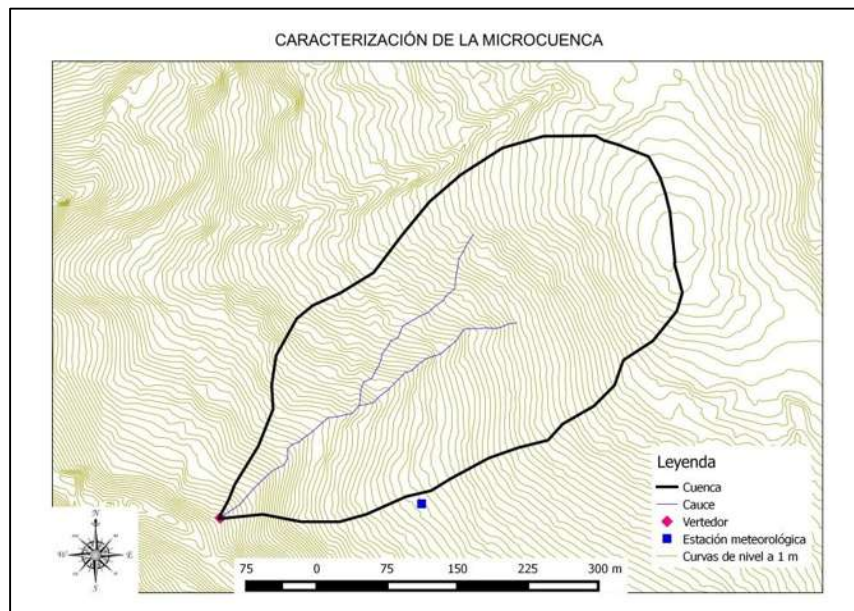 CARACTERIZACIÓN DE LA MICROCUENCA
Leyenda
Cuenca
Cauce
Vertedor
Estación meteorológica
Curvas de nivel a 1 m
N
W
E
S
75 0 75 150 225 300 m